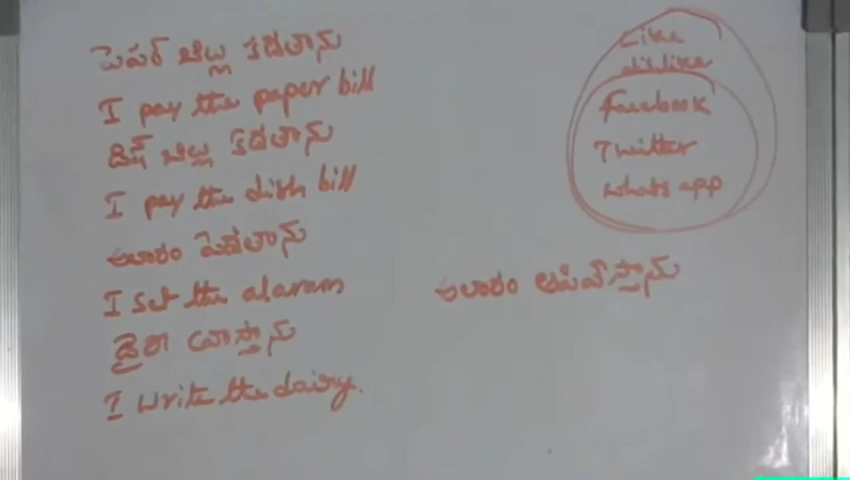 పేపర్ బిల్లు కడతాను
I pay the paper bill
డిష్ బిల్లు కడతాను
I pay the dish bill
అలారం పెడతాను
I set the alaram
డైరీ రాస్తాను
I write the dairy.
అలారం ఆపివేస్తాను
Like
dislike
facebook
Twitter
whats app